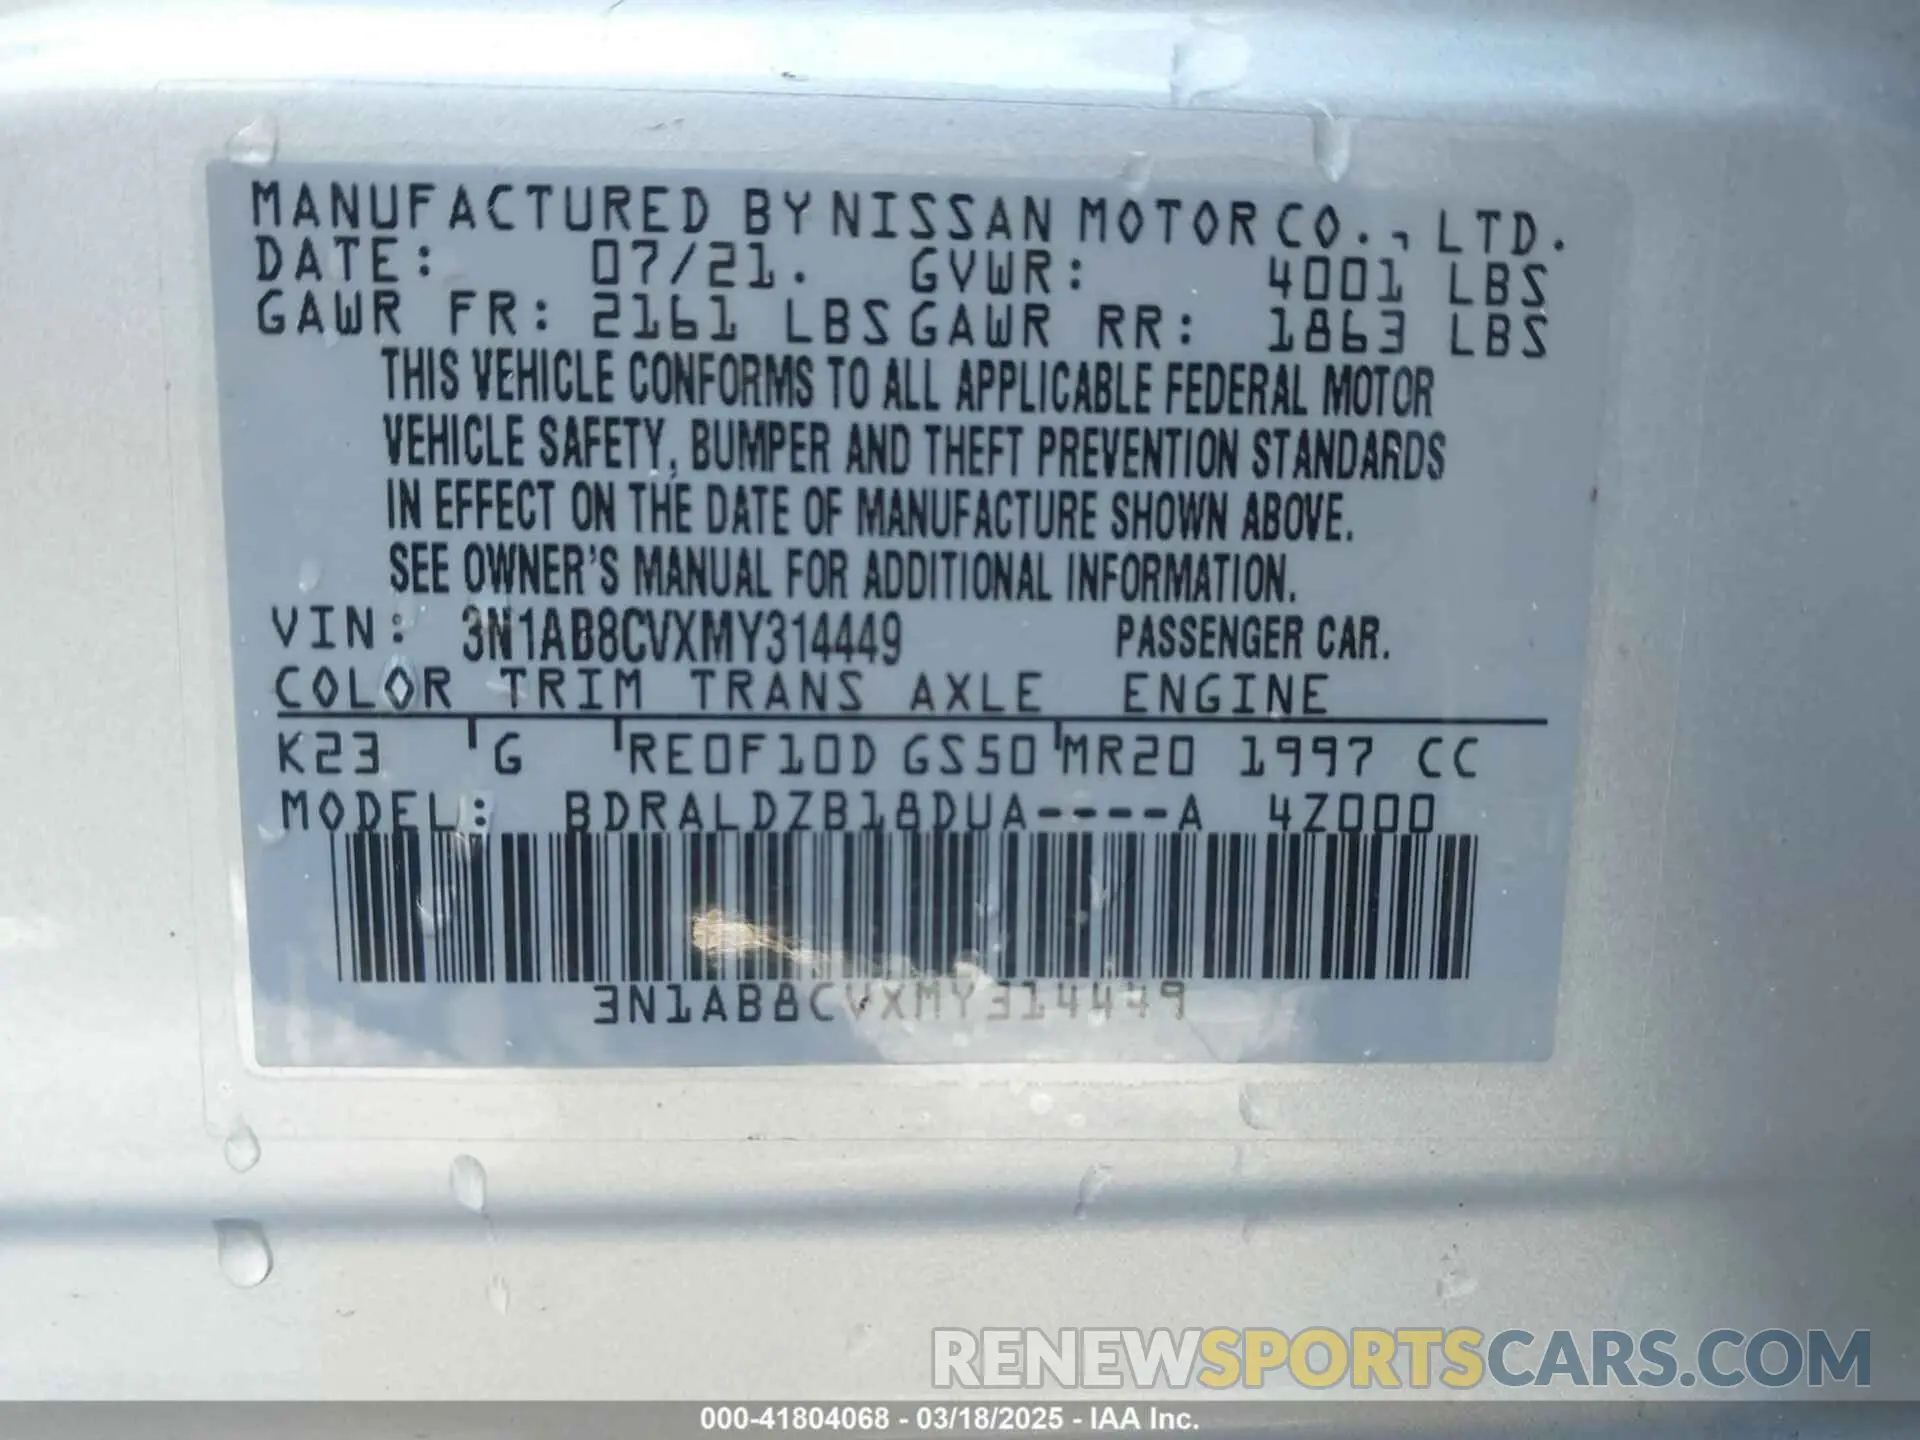 MANUFACTURED BY NISSAN MOTOR CO., LTD.
DATE: 07/21. GVWR: 4001 LBS
GAWR FR: 2161 LBS GAWR RR: 1863 LBS
THIS VEHICLE CONFORMS TO ALL APPLICABLE FEDERAL MOTOR
VEHICLE SAFETY, BUMPER AND THEFT PREVENTION STANDARDS
IN EFFECT ON THE DATE OF MANUFACTURE SHOWN ABOVE.
SEE OWNER'S MANUAL FOR ADDITIONAL INFORMATION.
VIN: 3N1AB8CVXMY314449 PASSENGER CAR.
COLOR TRIM TRANS AXLE ENGINE
K23 G RE0F10D GS50 MR20 1997 CC
MODEL: BDRALDZB18DUA----A 4Z000
3N1AB8CVXMY314449
RENEWSPORTSCARS.COM
000-41804068 - 03/18/2025 - IAA Inc.